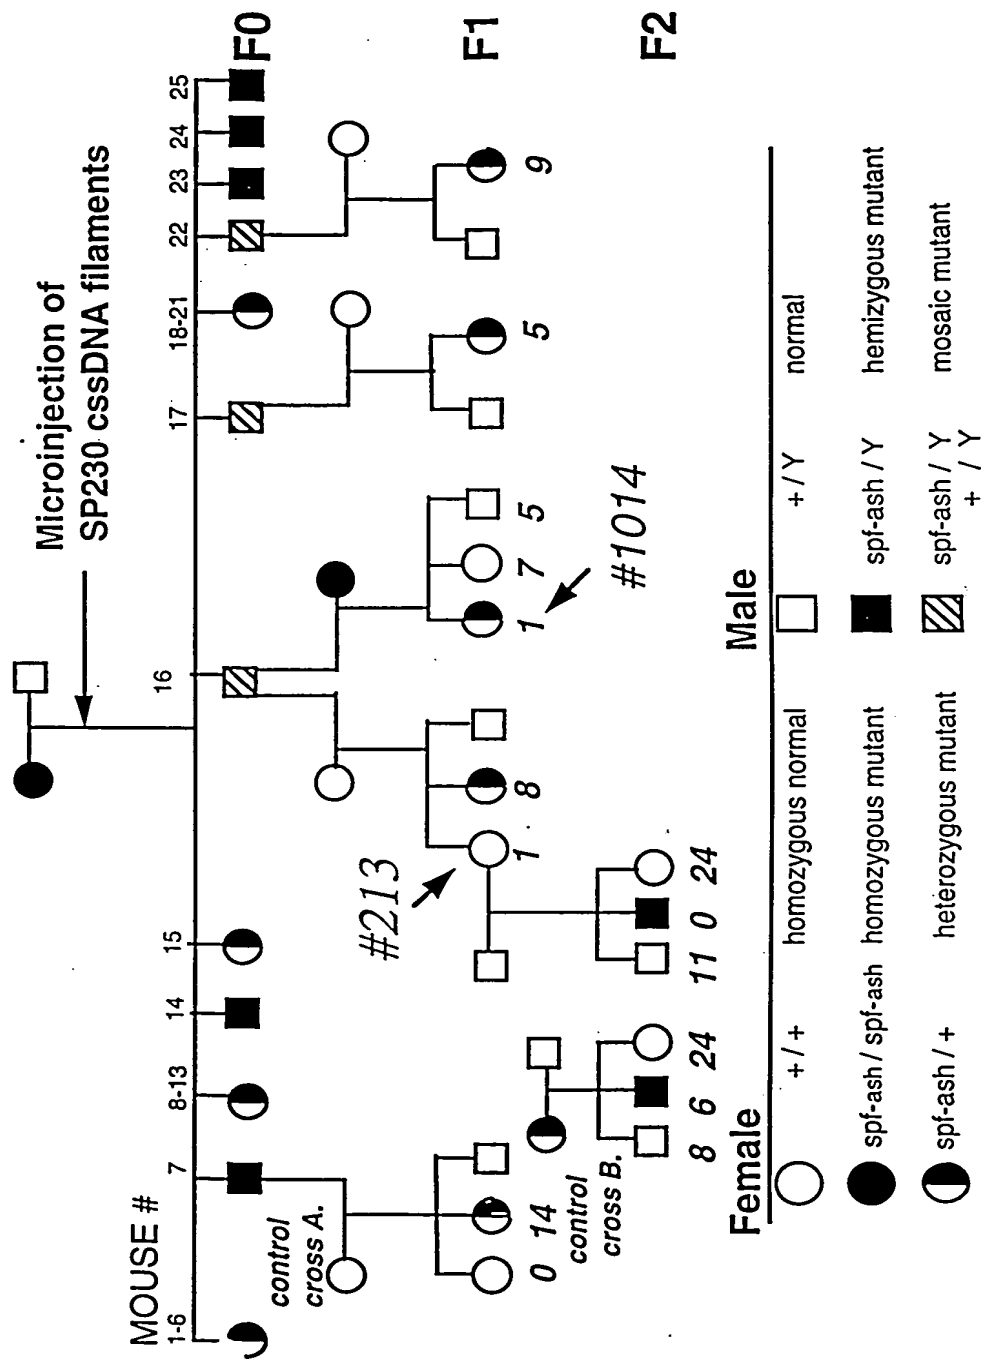 Microinjection of
SP230 cssDNA filaments
MOUSE #
1-6 7 8-13 14 15 16 17 18-21 22 23 24 25
F0
control
cross A.
#213
#1014
F1
0 14 1 8 1 7 5 5 9
control
cross B.
F2
8 6 24 11 0 24
Female
Male
+ / + homozygous normal + / Y normal
spf-ash / spf-ash homozygous mutant spf-ash / Y hemizygous mutant
spf-ash / + heterozygous mutant spf-ash / Y mosaic mutant
+ / Y